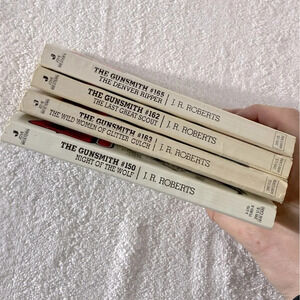 THE GUNSMITH #165
THE DENVER RIPPER
J. R. ROBERTS
THE GUNSMITH #162
THE LAST GREAT SCOUT
J. R. ROBERTS
THE GUNSMITH #163
THE WILD WOMEN OF GLITTER GULCH
J. R. ROBERTS
THE GUNSMITH #150
NIGHT OF THE WOLF
J. R. ROBERTS